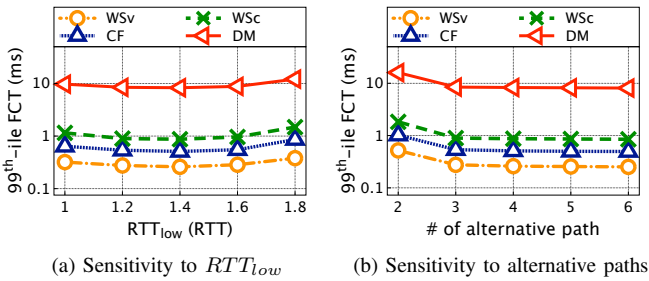 WSv WSc
CF DM
99th-ile FCT (ms)
10
1
0.1
1 1.2 1.4 1.6 1.8
RTTlow (RTT)
(a) Sensitivity to RTTlow
WSv WSc
CF DM
99th-ile FCT (ms)
10
1
0.1
2 3 4 5 6
# of alternative path
(b) Sensitivity to alternative paths